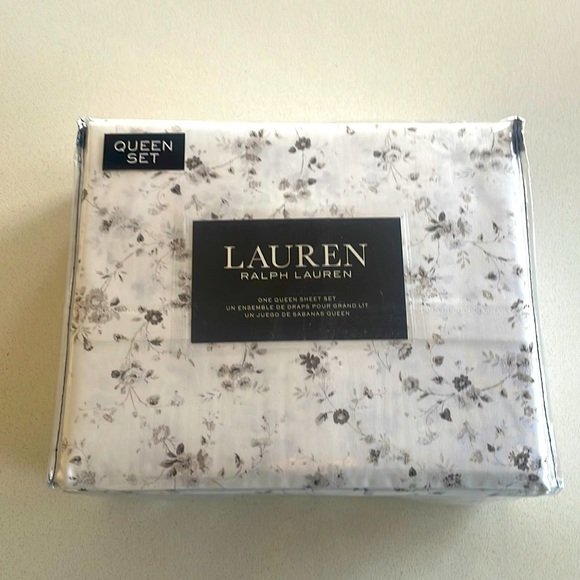 QUEEN
SET
LAUREN
RALPH LAUREN
ONE QUEEN SHEET SET
UN ENSEMBLE DE DRAPS POUR GRAND LIT
UN JUEGO DE SABANAS QUEEN